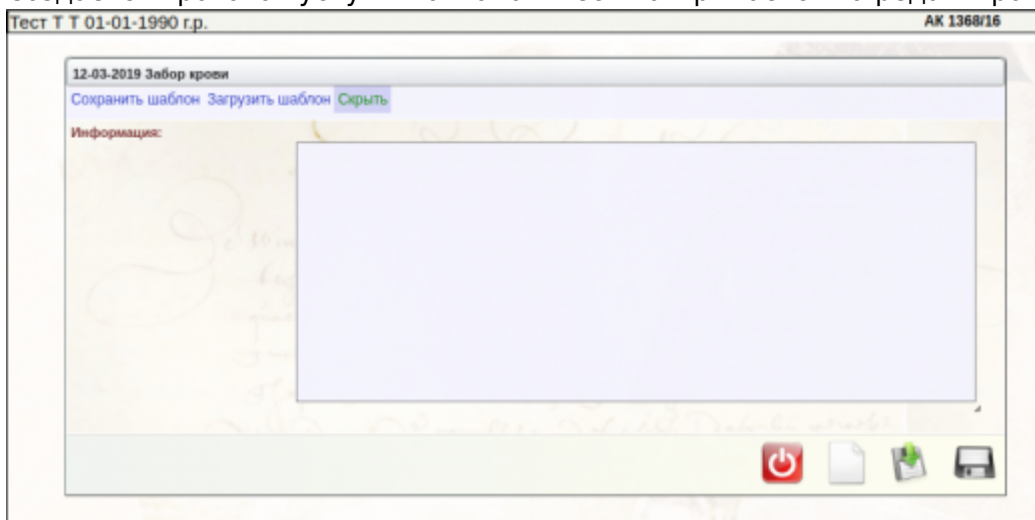 Тест Т Т 01-01-1990 г.р.
АК 1368/16
12-03-2019 Забор крови
Сохранить шаблон Загрузить шаблон Скрыть
Информация: